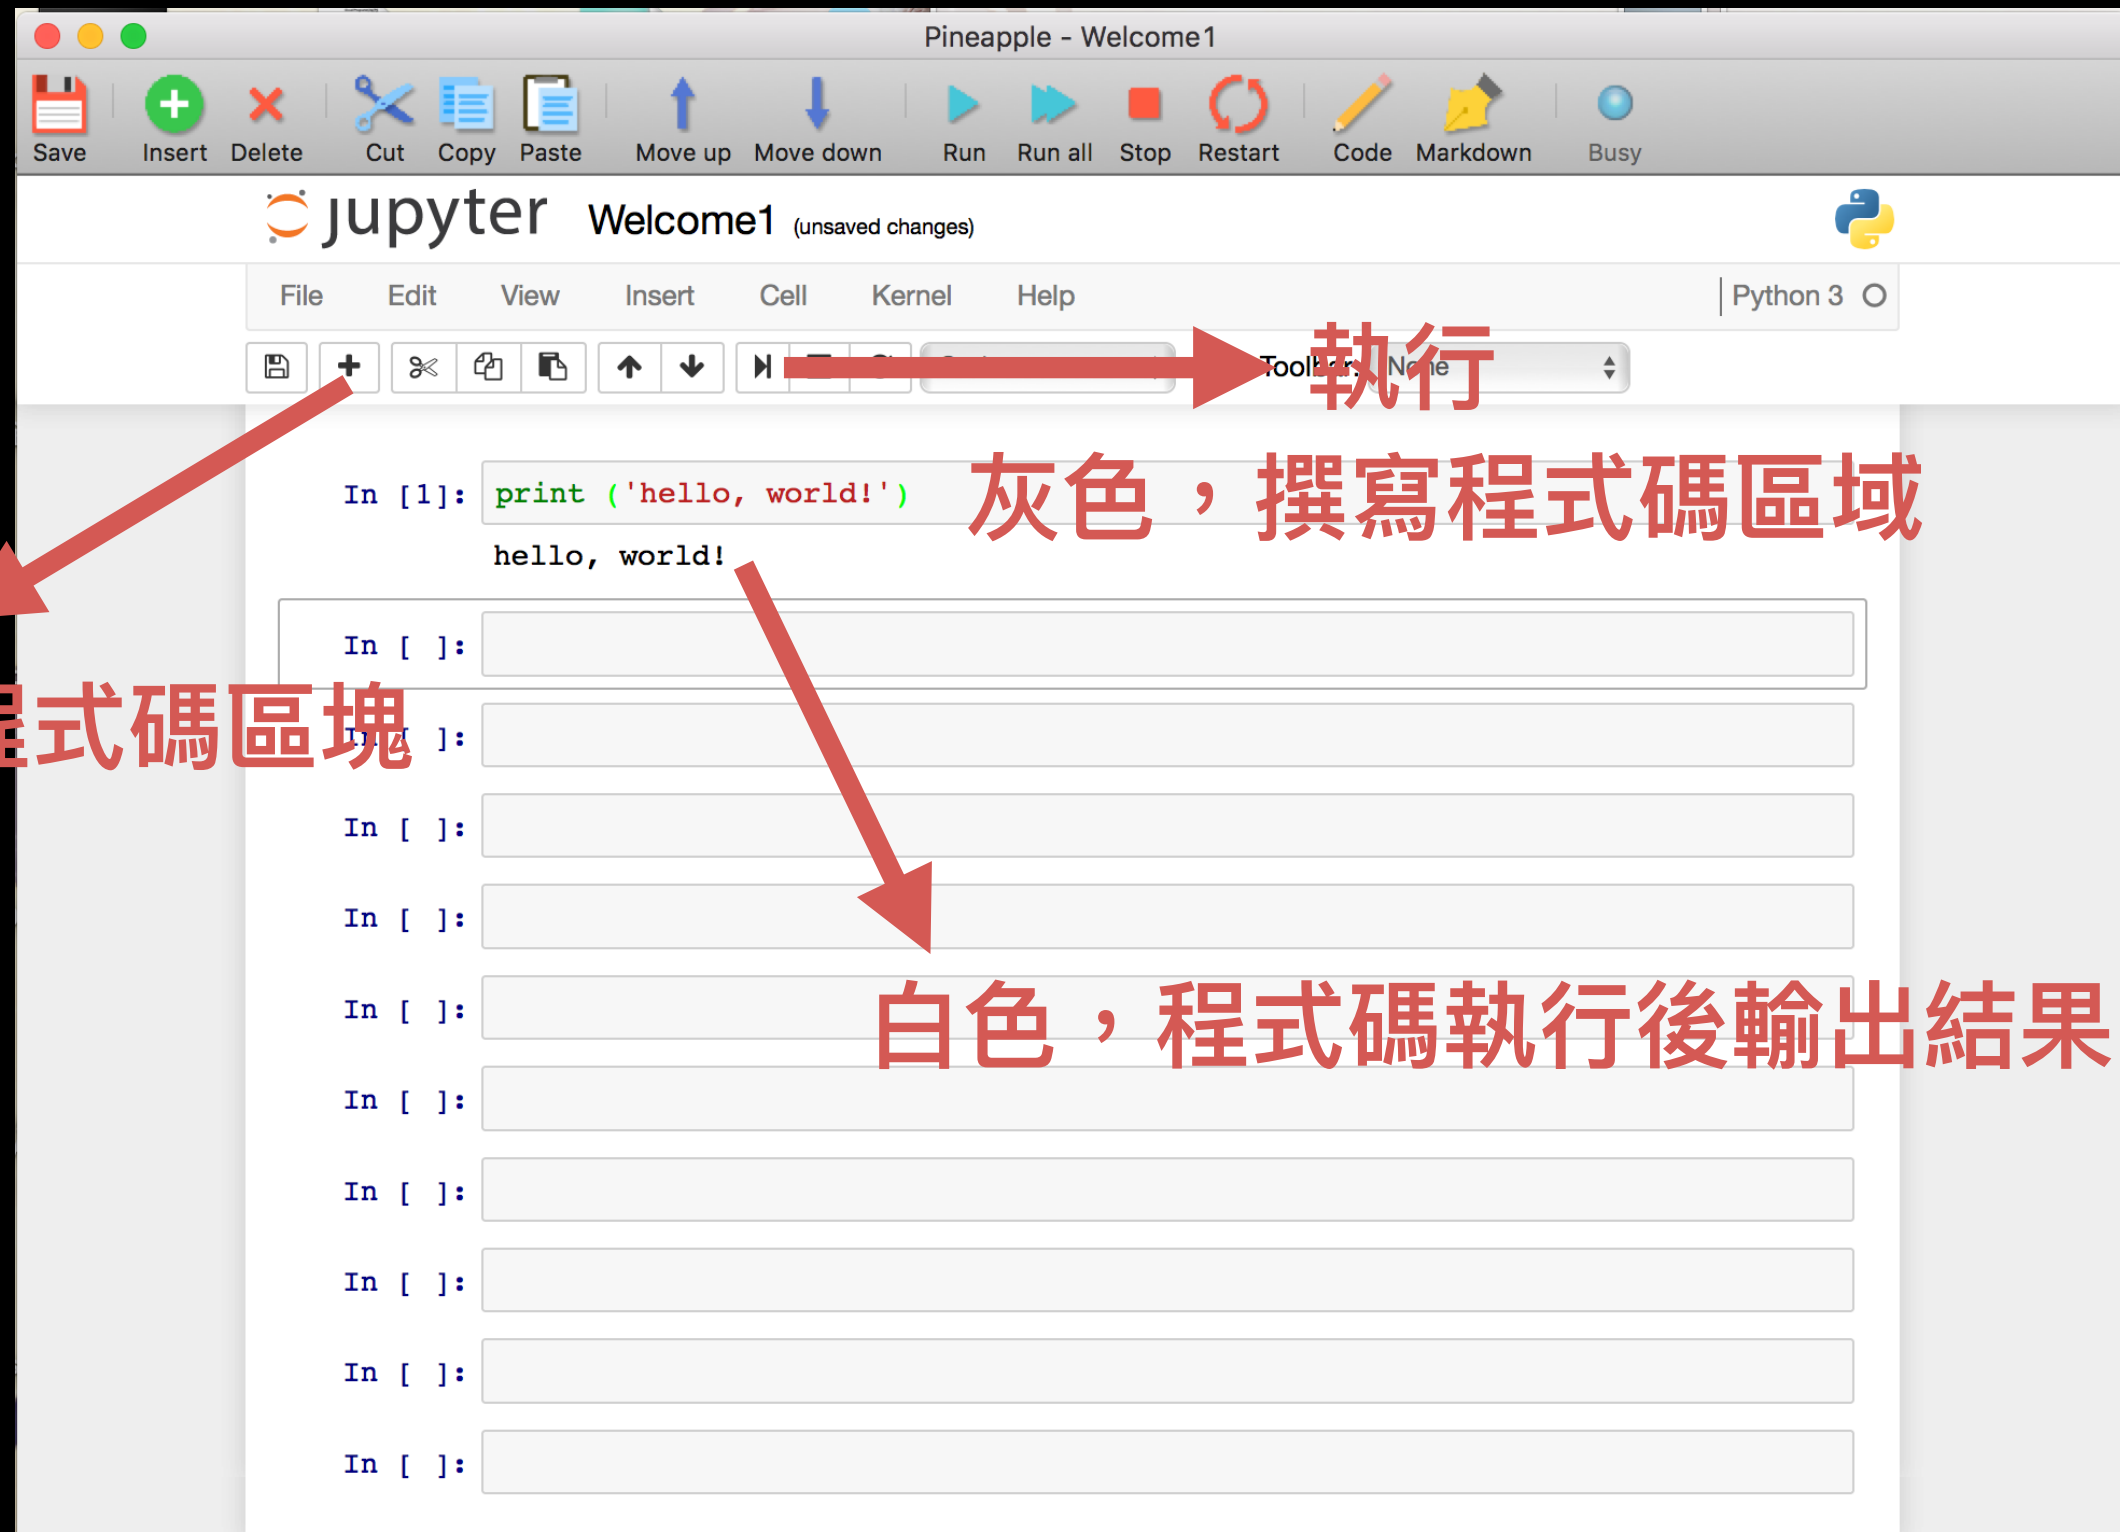 Pineapple - Welcome1
Save Insert Delete Cut Copy Paste Move up Move down Run Run all Stop Restart Code Markdown Busy
jupyter Welcome1 (unsaved changes)
File Edit View Insert Cell Kernel Help Python 3
執行
None
灰色，撰寫程式碼區域
In [1]: print ('hello, world!')
hello, world!
In [ ]:
程式碼區塊
In [ ]:
In [ ]:
In [ ]:
In [ ]:
白色，程式碼執行後輸出結果
In [ ]:
In [ ]:
In [ ]:
In [ ]:
In [ ]: